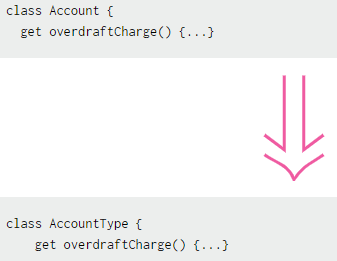 class Account {
  get overdraftCharge() {...}
class AccountType {
    get overdraftCharge() {...}